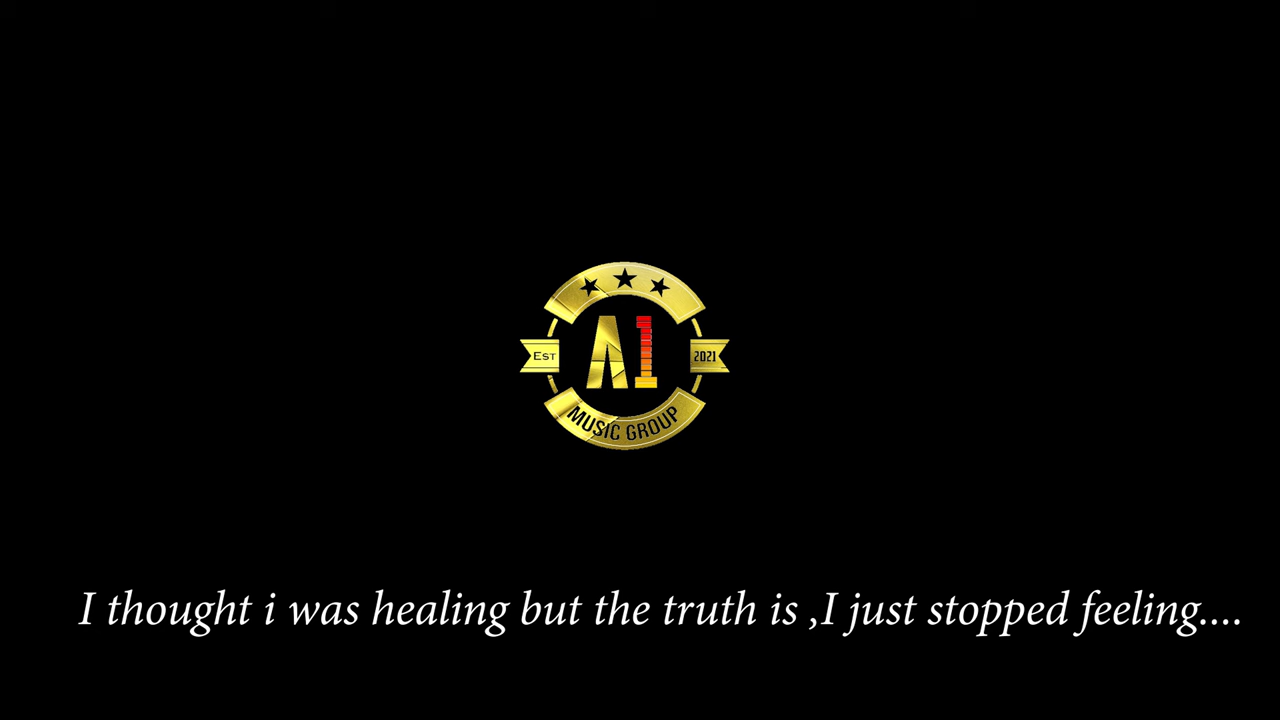 EST
A1
2021
MUSIC GROUP
I thought i was healing but the truth is ,I just stopped feeling....